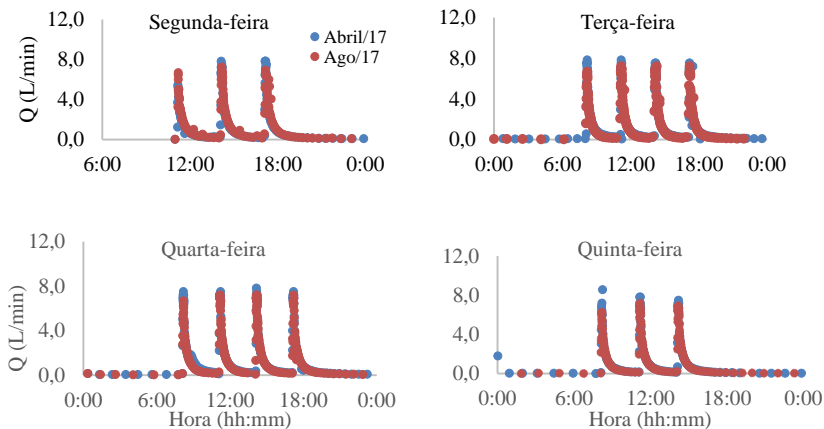 Segunda-feira
Abril/17
Ago/17
Q (L/min)
12,0
8,0
4,0
0,0
6:00 12:00 18:00 0:00
Terça-feira
12,0
8,0
4,0
0,0
0:00 6:00 12:00 18:00 0:00
Quarta-feira
Q (L/min)
12,0
8,0
4,0
0,0
0:00 6:00 12:00 18:00 0:00
Hora (hh:mm)
Quinta-feira
12,0
8,0
4,0
0,0
0:00 6:00 12:00 18:00 0:00
Hora (hh:mm)